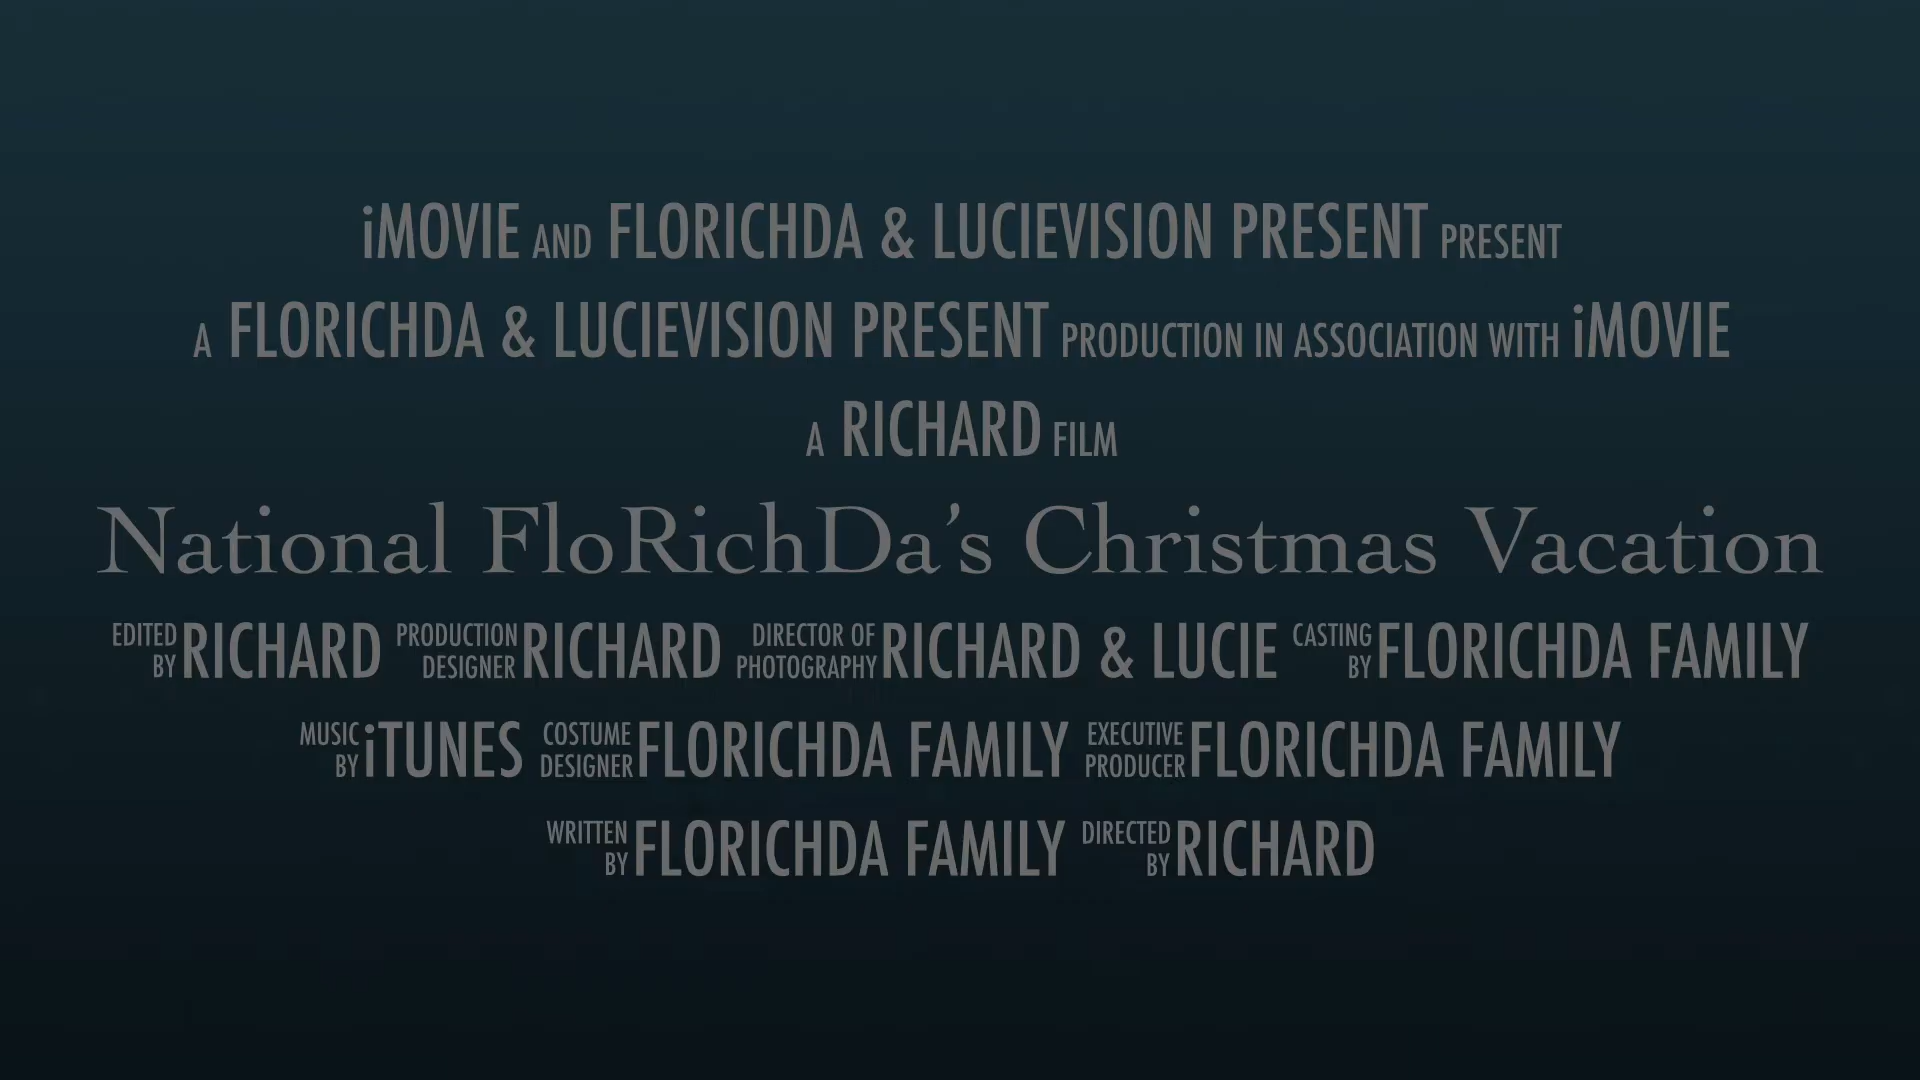 iMOVIE AND FLORICHDA & LUCIEVISION PRESENT PRESENT
A FLORICHDA & LUCIEVISION PRESENT PRODUCTION IN ASSOCIATION WITH iMOVIE
A RICHARD FILM
National FloRichDa’s Christmas Vacation
EDITED BY RICHARD PRODUCTION DESIGNER RICHARD DIRECTOR OF PHOTOGRAPHY RICHARD & LUCIE CASTING BY FLORICHDA FAMILY
MUSIC BY iTUNES COSTUME DESIGNER FLORICHDA FAMILY EXECUTIVE PRODUCER FLORICHDA FAMILY
WRITTEN BY FLORICHDA FAMILY DIRECTED BY RICHARD